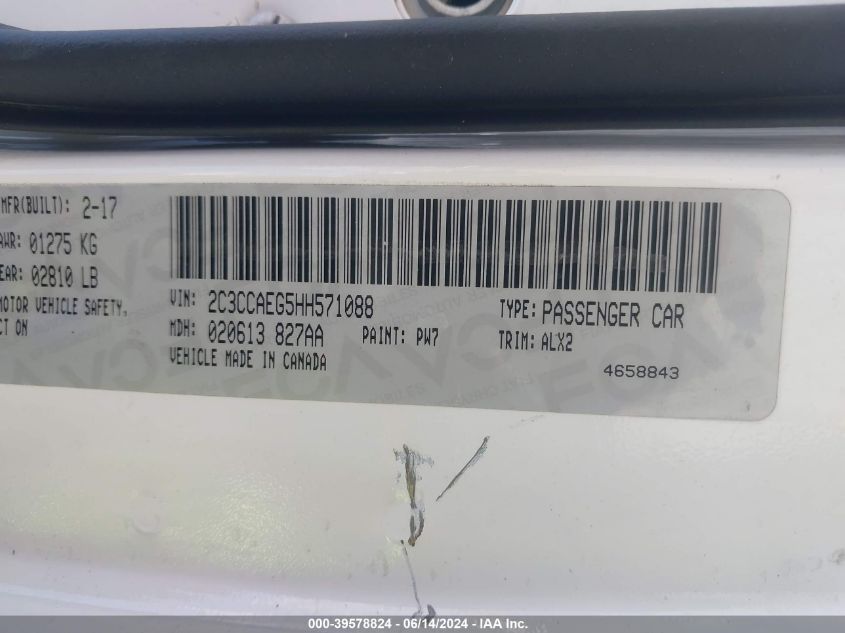 MFR(BUILT): 2-17
AWR: 01275 KG
EAR: 02810 LB
MOTOR VEHICLE SAFETY.
CT ON
VIN: 2C3CCAEG5HH571088
TYPE: PASSENGER CAR
MDH: 020613 827AA
PAINT: PW7
TRIM: ALX2
VEHICLE MADE IN CANADA
4658843
000-39578824 - 06/14/2024 - IAA Inc.